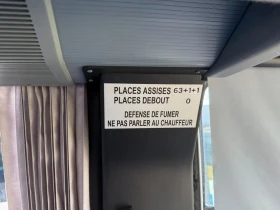 PLACES ASSISES 63+1+1
PLACES DEBOUT 0
DEFENSE DE FUMER
NE PAS PARLER AU CHAUFFEUR